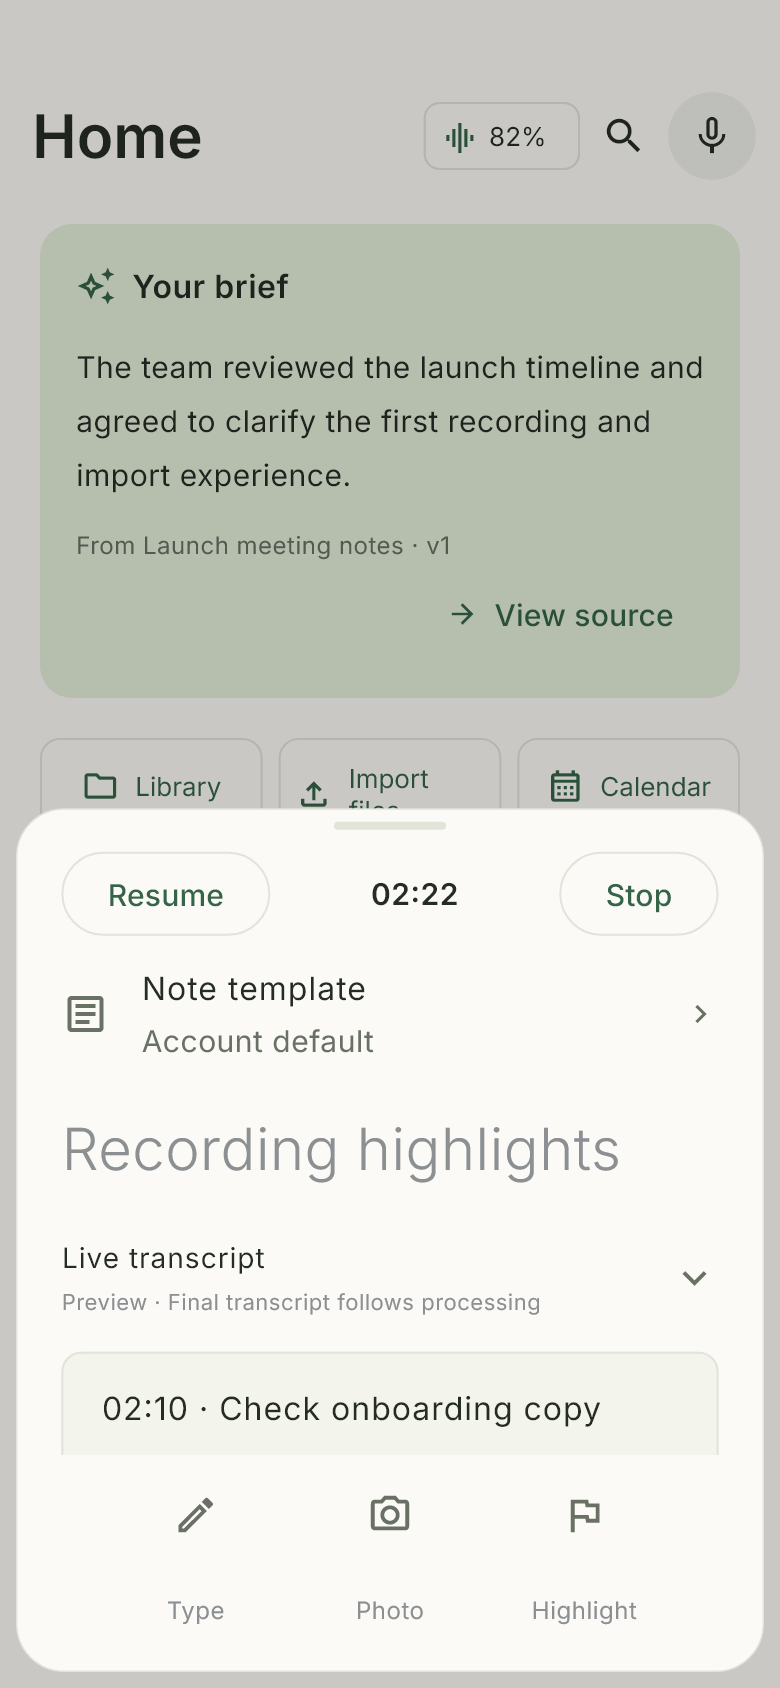 Home
82%
Your brief
The team reviewed the launch timeline and
agreed to clarify the first recording and
import experience.
From Launch meeting notes · v1
View source
Library
Import
files
Calendar
Resume
02:22
Stop
Note template
Account default
Recording highlights
Live transcript
Preview · Final transcript follows processing
02:10 · Check onboarding copy
Type
Photo
Highlight